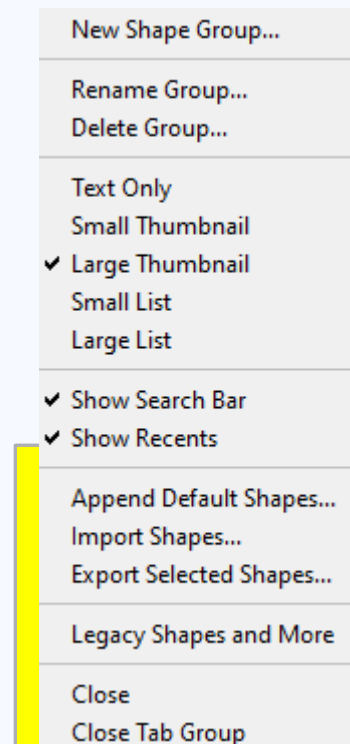 New Shape Group...
Rename Group...
Delete Group...
Text Only
Small Thumbnail
Large Thumbnail
Small List
Large List
Show Search Bar
Show Recents
Append Default Shapes...
Import Shapes...
Export Selected Shapes...
Legacy Shapes and More
Close
Close Tab Group